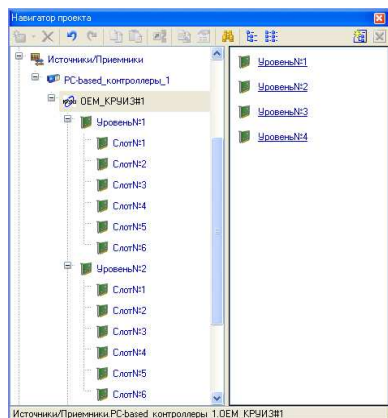 Навигатор проекта
Источники/Приемники
PC-based_контроллеры_1
OEM_КРУИЗ#1
Уровень№1
Слот№1
Слот№2
Слот№3
Слот№4
Слот№5
Слот№6
Уровень№2
Слот№1
Слот№2
Слот№3
Слот№4
Слот№5
Слот№6
Уровень№1
Уровень№2
Уровень№3
Уровень№4
Источники/Приемники.PC-based_контроллеры_1.OEM_КРУИЗ#1